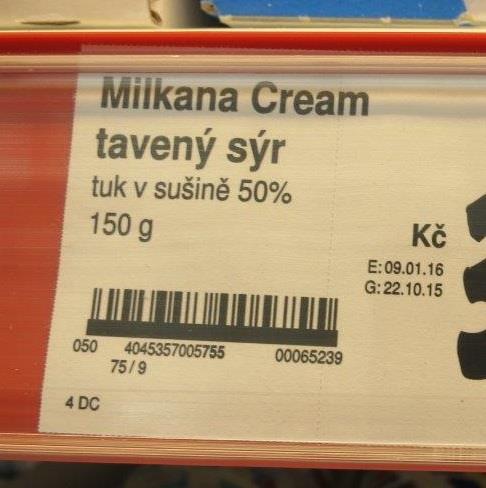 Milkana Cream
tavený sýr
tuk v sušině 50%
150 g
Kč
E: 09.01.16
G: 22.10.15
050 4045357005755 00065239
75 / 9
4 DC